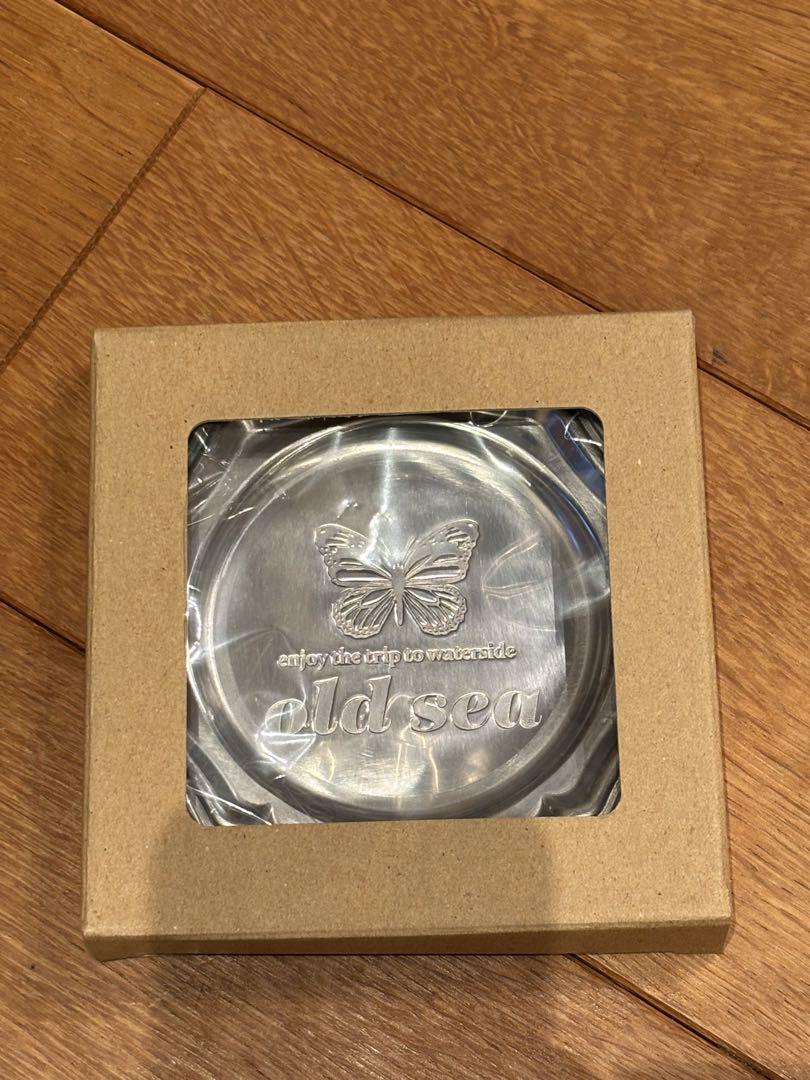 enjoy the trip to waterside
old sea